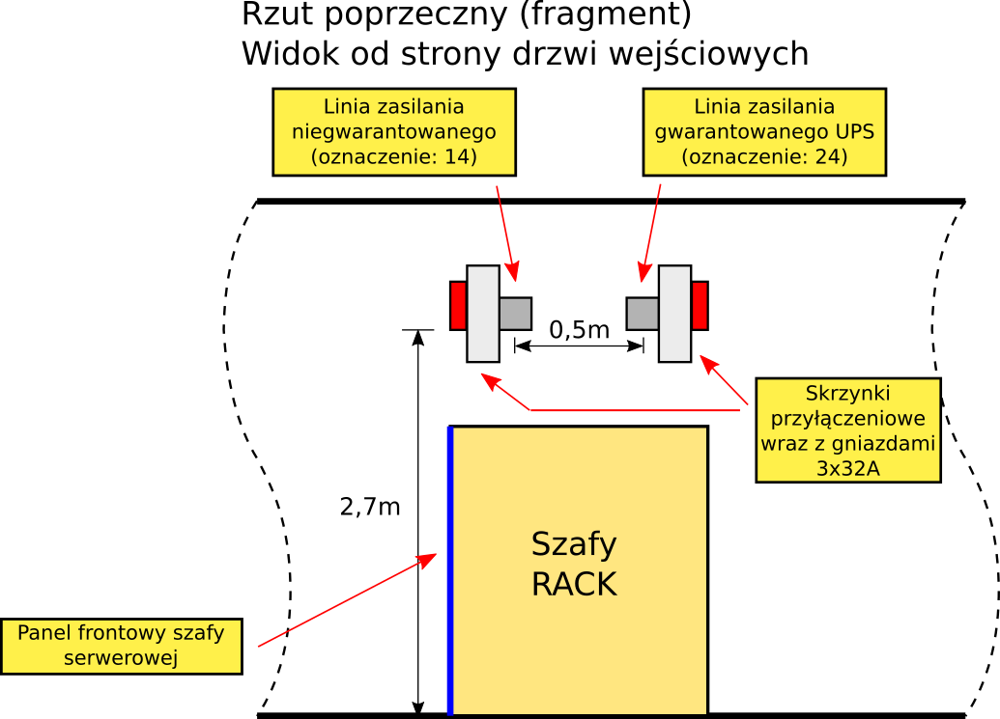 Rzut poprzeczny (fragment)
Widok od strony drzwi wejściowych
Linia zasilania
niegwarantowanego
(oznaczenie: 14)
Linia zasilania
gwarantowanego UPS
(oznaczenie: 24)
0,5m
Skrzynki
przyłączeniowe
wraz z gniazdami
3x32A
2,7m
Szafy
RACK
Panel frontowy szafy
serwerowej